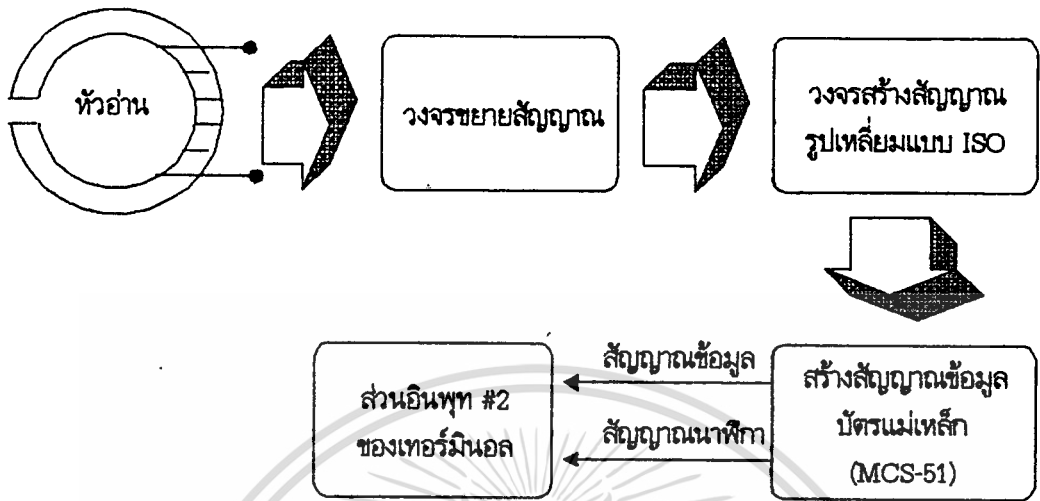 หัวอ่าน
วงจรขยายสัญญาณ
วงจรสร้างสัญญาณ
รูปเหลี่ยมแบบ ISO
สัญญาณข้อมูล
สัญญาณนาฬิกา
สร้างสัญญาณข้อมูล
บัตรแม่เหล็ก
(MCS-51)
ส่วนอินพุท #2
ของเทอร์มินอล